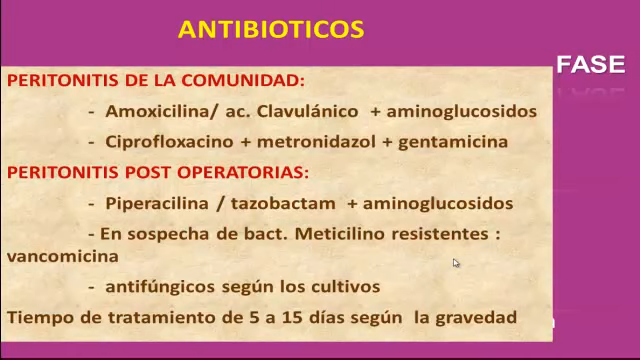 ANTIBIOTICOS
FASE
PERITONITIS DE LA COMUNIDAD:
- Amoxicilina/ ac. Clavulánico + aminoglucosidos
- Ciprofloxacino + metronidazol + gentamicina
PERITONITIS POST OPERATORIAS:
- Piperacilina / tazobactam + aminoglucosidos
- En sospecha de bact. Meticilino resistentes :
vancomicina
- antifúngicos según los cultivos
Tiempo de tratamiento de 5 a 15 días según la gravedad